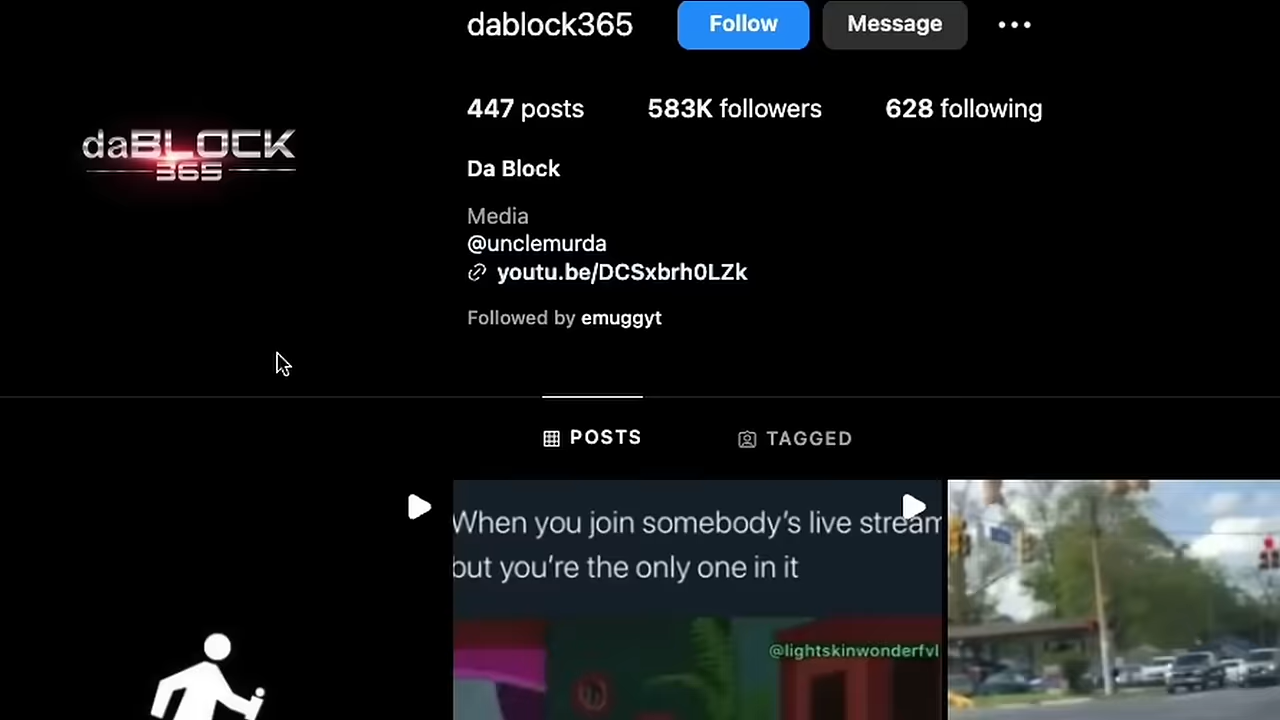 dablock365 Follow Message
447 posts 583K followers 628 following
daBLOCK
365
Da Block
Media
@unclemurda
youtu.be/DCSxbrh0LZk
Followed by emuggyt
POSTS TAGGED
When you join somebody's live stream
but you're the only one in it
@lightskinwonderfvl